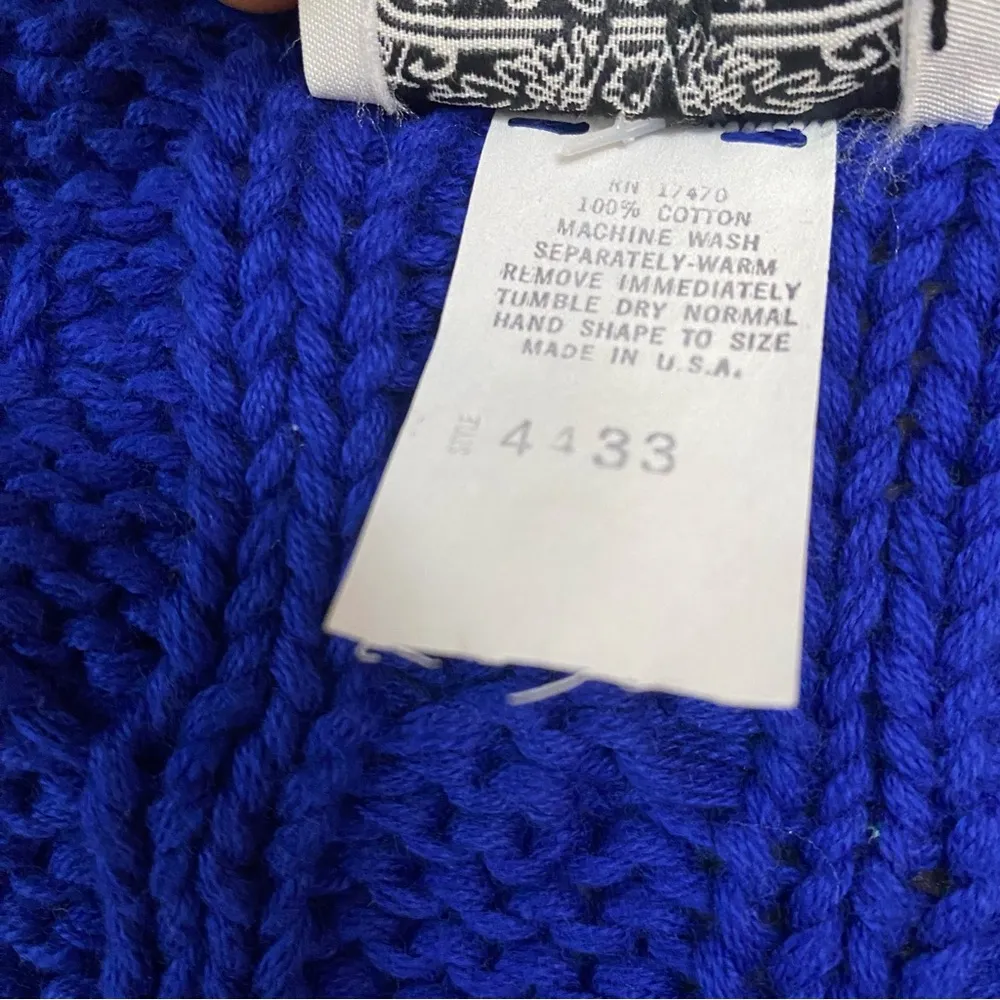 RN 17470
100% COTTON
MACHINE WASH
SEPARATELY-WARM
REMOVE IMMEDIATELY
TUMBLE DRY NORMAL
HAND SHAPE TO SIZE
MADE IN U.S.A.
STYLE 4433